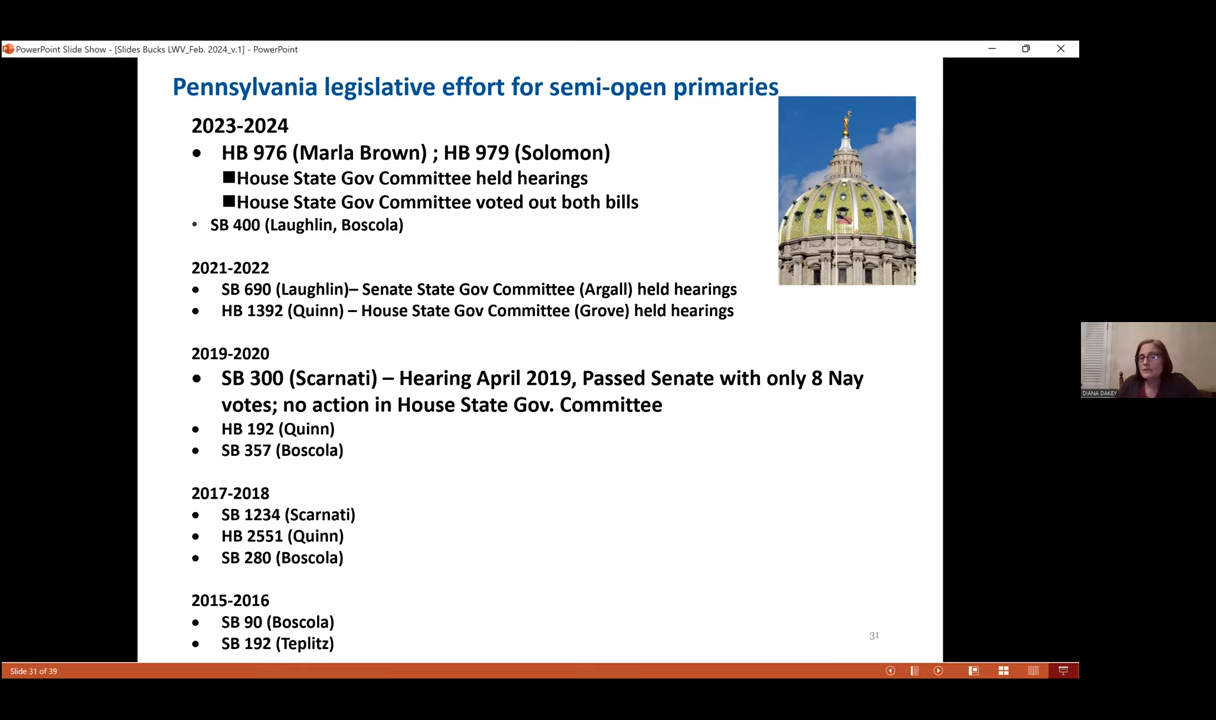 PowerPoint Slide Show - [Slides Bucks LWV_Feb. 2024_v.1] - PowerPoint
Pennsylvania legislative effort for semi-open primaries
2023-2024
• HB 976 (Marla Brown) ; HB 979 (Solomon)
■House State Gov Committee held hearings
■House State Gov Committee voted out both bills
• SB 400 (Laughlin, Boscola)
2021-2022
• SB 690 (Laughlin)– Senate State Gov Committee (Argall) held hearings
• HB 1392 (Quinn) – House State Gov Committee (Grove) held hearings
2019-2020
• SB 300 (Scarnati) – Hearing April 2019, Passed Senate with only 8 Nay
votes; no action in House State Gov. Committee
• HB 192 (Quinn)
• SB 357 (Boscola)
2017-2018
• SB 1234 (Scarnati)
• HB 2551 (Quinn)
• SB 280 (Boscola)
2015-2016
• SB 90 (Boscola)
• SB 192 (Teplitz)
31
Slide 31 of 39
DIANA DAKEY